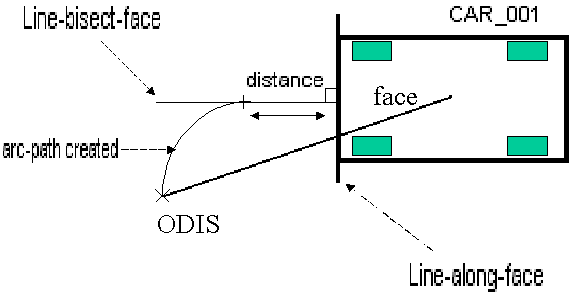 Line-bisect-face
CAR_001
distance
face
arc-path created
ODIS
Line-along-face